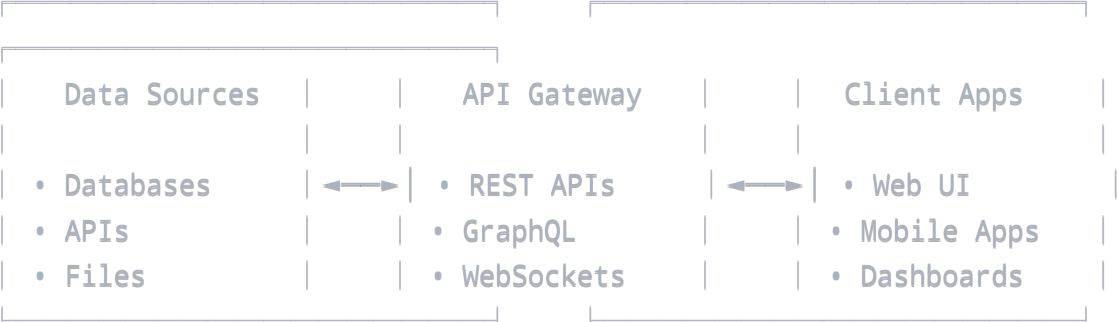 Data Sources API Gateway Client Apps
• Databases • REST APIs • Web UI
• APIs • GraphQL • Mobile Apps
• Files • WebSockets • Dashboards